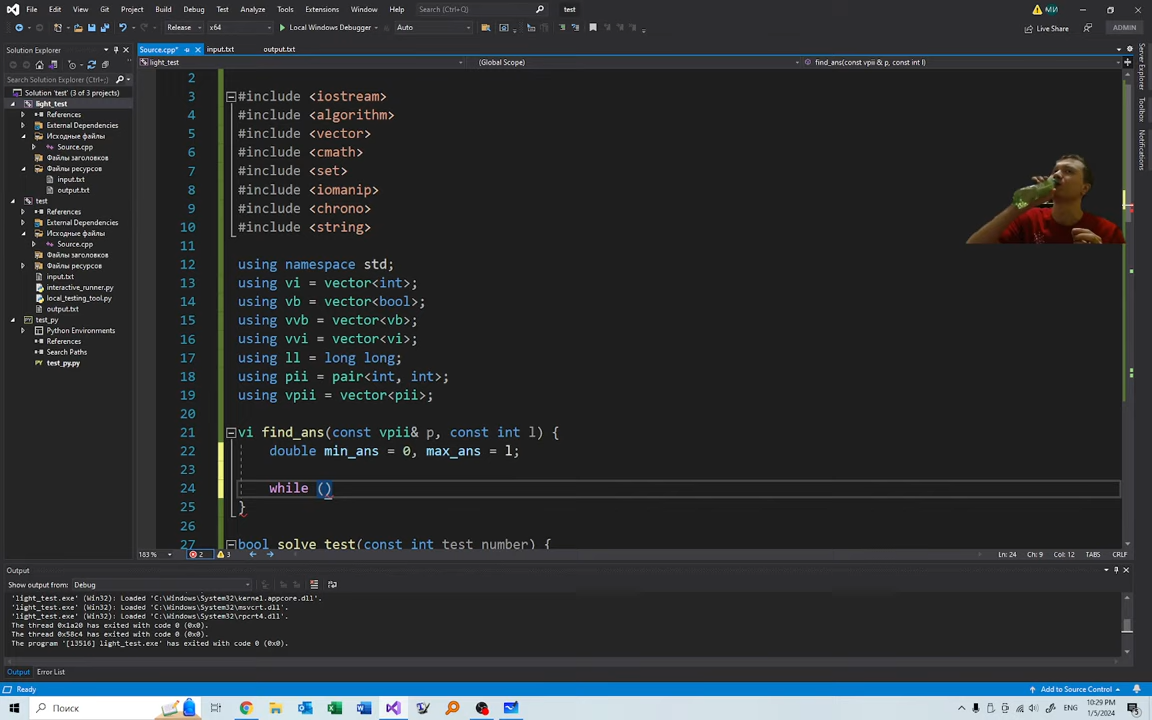 File Edit View Git Project Build Debug Test Analyze Tools Extensions Window Help Search (Ctrl+Q) test МИ
Release x64 Local Windows Debugger Auto Live Share ADMIN
Solution Explorer
Search Solution Explorer (Ctrl+;)
Solution 'test' (3 of 3 projects)
light_test
References
External Dependencies
Исходные файлы
Source.cpp
Файлы заголовков
Файлы ресурсов
input.txt
output.txt
test
References
External Dependencies
Исходные файлы
Source.cpp
Файлы заголовков
Файлы ресурсов
input.txt
interactive_runner.py
local_testing_tool.py
output.txt
test_py
Python Environments
References
Search Paths
test_py.py
Source.cpp* input.txt output.txt
light_test (Global Scope) find_ans(const vpii & p, const int l)
2
3 #include <iostream>
4 #include <algorithm>
5 #include <vector>
6 #include <cmath>
7 #include <set>
8 #include <iomanip>
9 #include <chrono>
10 #include <string>
11
12 using namespace std;
13 using vi = vector<int>;
14 using vb = vector<bool>;
15 using vvb = vector<vb>;
16 using vvi = vector<vi>;
17 using ll = long long;
18 using pii = pair<int, int>;
19 using vpii = vector<pii>;
20
21 vi find_ans(const vpii& p, const int l) {
22 double min_ans = 0, max_ans = l;
23
24 while ()
25 }
26
27 bool solve_test(const int test_number) {
183 % 2 3 Ln: 24 Ch: 9 Col: 12 TABS CRLF
Server Explorer
Toolbox
Notifications
Output
Show output from: Debug
'light_test.exe' (Win32): Loaded 'C:\Windows\System32\kernel.appcore.dll'.
'light_test.exe' (Win32): Loaded 'C:\Windows\System32\msvcrt.dll'.
'light_test.exe' (Win32): Loaded 'C:\Windows\System32\rpcrt4.dll'.
The thread 0x1a20 has exited with code 0 (0x0).
The thread 0x58c4 has exited with code 0 (0x0).
The program '[13516] light_test.exe' has exited with code 0 (0x0).
Output Error List
Ready Add to Source Control
Поиск ENG 10:29 PM
1/5/2024